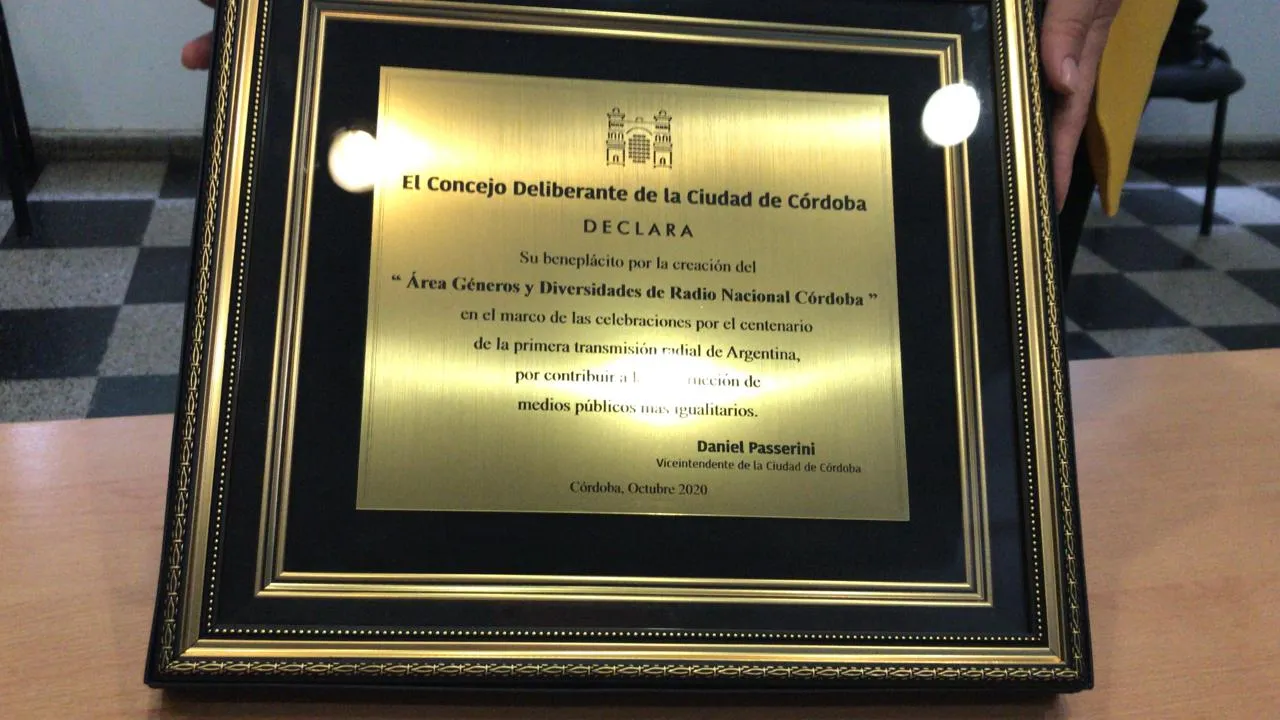 El Concejo Deliberante de la Ciudad de Córdoba
DECLARA
Su beneplácito por la creación del
“ Área Géneros y Diversidades de Radio Nacional Córdoba ”
en el marco de las celebraciones por el centenario
de la primera transmisión radial de Argentina,
por contribuir a de
medios públicos mas igualitarios.
Daniel Passerini
Viceintendente de la Ciudad de Córdoba
Córdoba, Octubre 2020